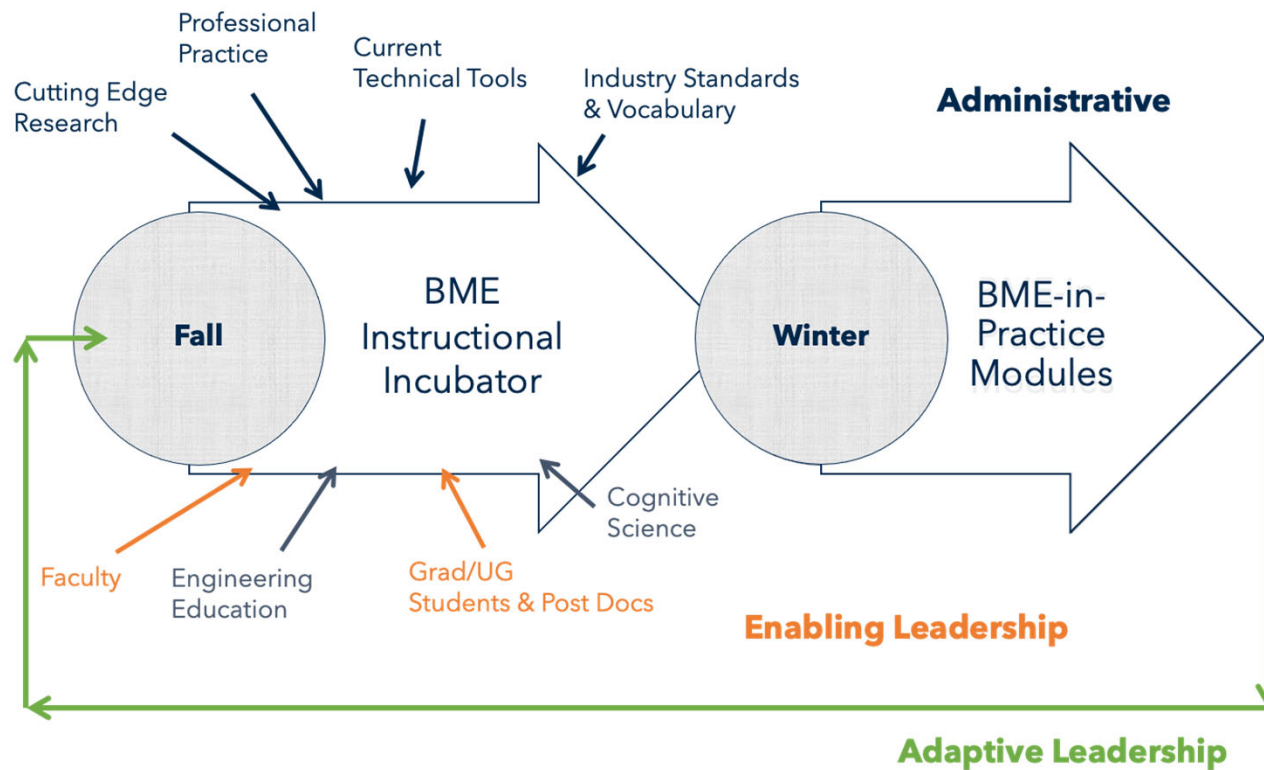 Professional
Practice
Current
Technical Tools
Industry Standards
& Vocabulary
Cutting Edge
Research
Administrative
Fall
BME
Instructional
Incubator
Winter
BME-in-
Practice
Modules
Faculty
Engineering
Education
Grad/UG
Students & Post Docs
Cognitive
Science
Enabling Leadership
Adaptive Leadership